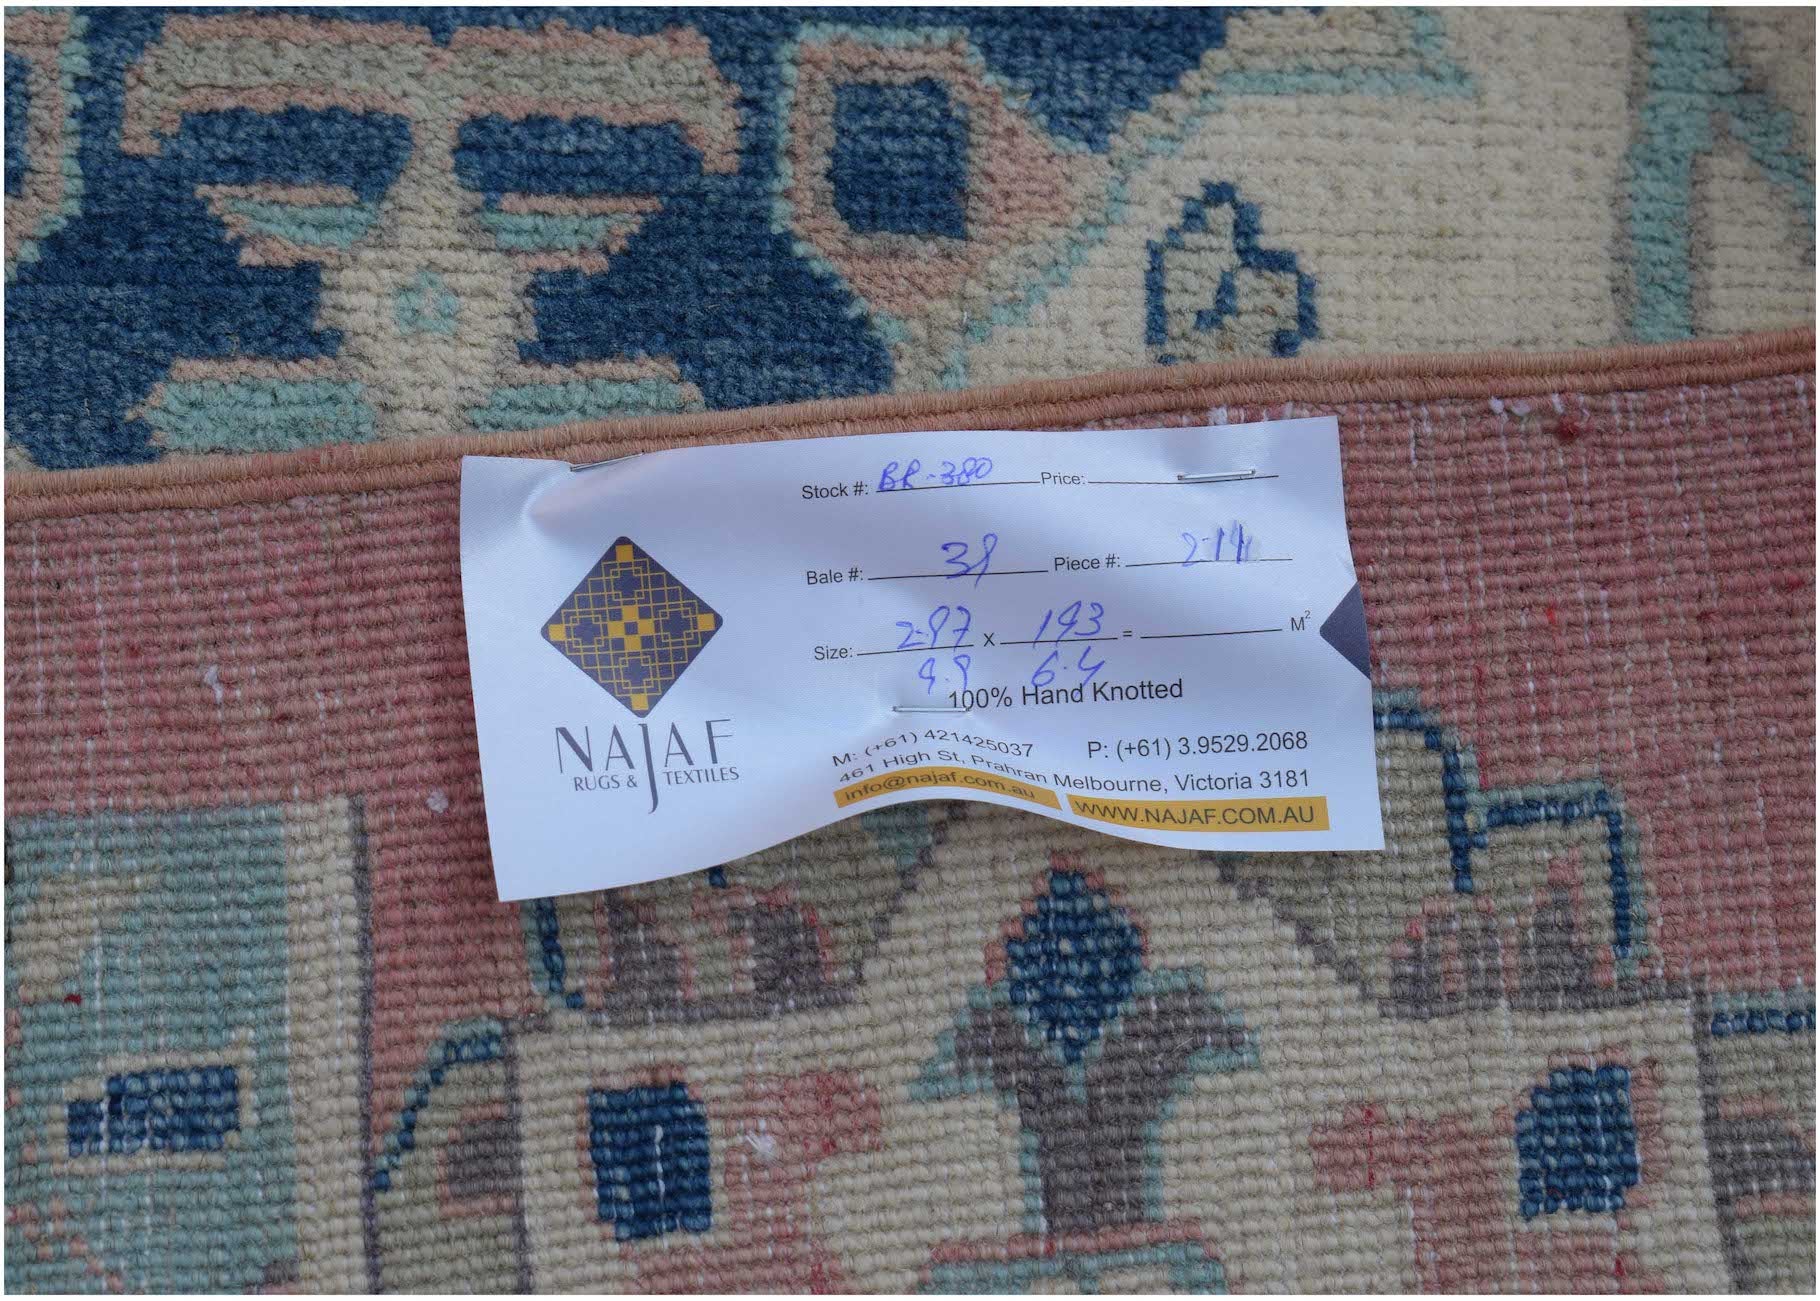 Stock #: BR-380 Price:
Bale #: 38 Piece #:
Size: 2.97 x 193 = M²
9.9 6.4
100% Hand Knotted
NAJAF
RUGS & TEXTILES
M: (+61) 421425037 P: (+61) 3.9529.2068
461 High St, Prahran Melbourne, Victoria 3181
info@najaf.com.au WWW.NAJAF.COM.AU